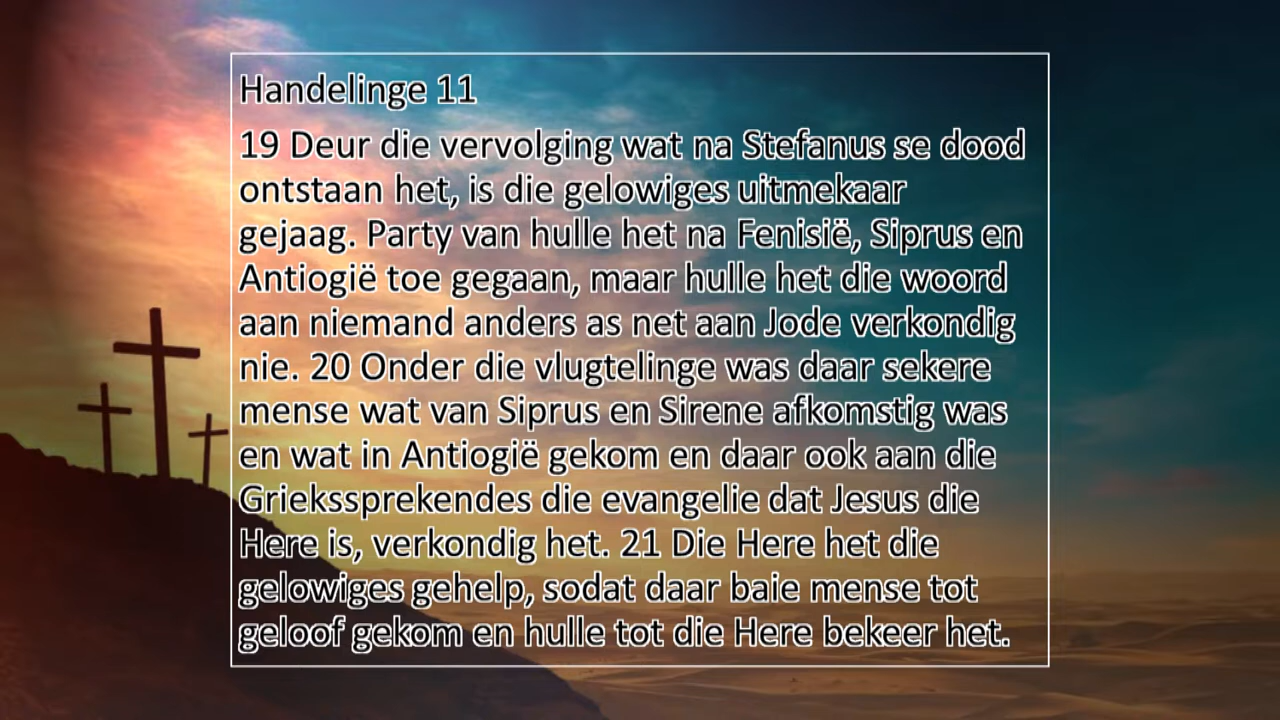 Handelinge 11
19 Deur die vervolging wat na Stefanus se dood
ontstaan het, is die gelowiges uitmekaar
gejaag. Party van hulle het na Fenisië, Siprus en
Antiogië toe gegaan, maar hulle het die woord
aan niemand anders as net aan Jode verkondig
nie. 20 Onder die vlugtelinge was daar sekere
mense wat van Siprus en Sirene afkomstig was
en wat in Antiogië gekom en daar ook aan die
Griekssprekendes die evangelie dat Jesus die
Here is, verkondig het. 21 Die Here het die
gelowiges gehelp, sodat daar baie mense tot
geloof gekom en hulle tot die Here bekeer het.